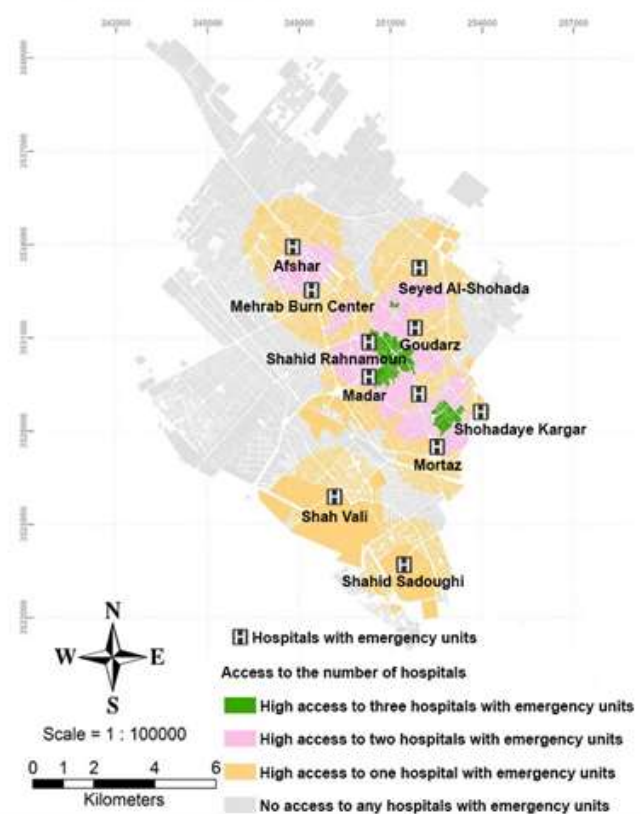 Afshar
Seyed Al-Shohada
Mehrab Burn Center
Goudarz
Shahid Rahnamoun
Madar
Shohadaye Kargar
Mortaz
Shah Vali
Shahid Sadoughi
N
W E
S
Scale = 1 : 100000
0 1 2 4 6
Kilometers
H Hospitals with emergency units
Access to the number of hospitals
High access to three hospitals with emergency units
High access to two hospitals with emergency units
High access to one hospital with emergency units
No access to any hospitals with emergency units